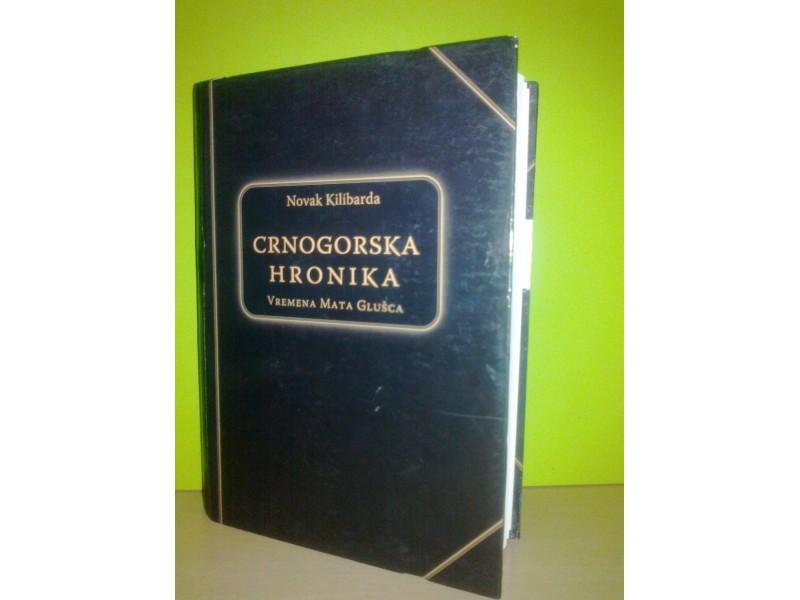 Novak Kilibarda
CRNOGORSKA
HRONIKA
VREMENA MATA GLUŠCA